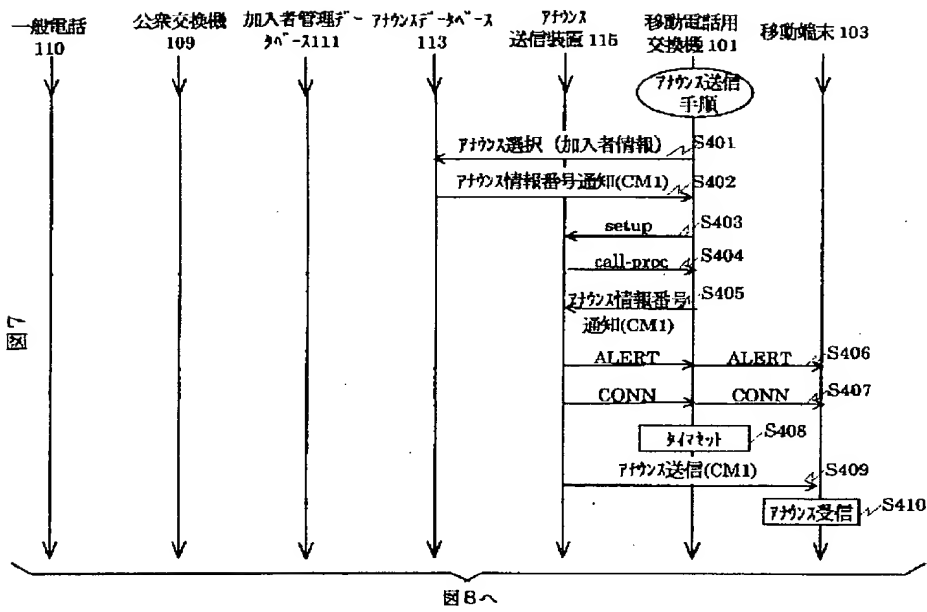 一般電話
110
公衆交換機
109
加入者管理デー
タベース111
アナウンスデータベース
113
アナウンス
送信装置 115
移動電話用
交換機 101
移動端末 103
アナウンス送信
手順
アナウンス選択（加入者情報）
S401
アナウンス情報番号通知(CM1)
S402
setup
S403
call-proc
S404
アナウンス情報番号
通知(CM1)
S405
ALERT
ALERT
S406
CONN
CONN
S407
タイマセット
S408
アナウンス送信(CM1)
S409
アナウンス受信
S410
図7
図8へ